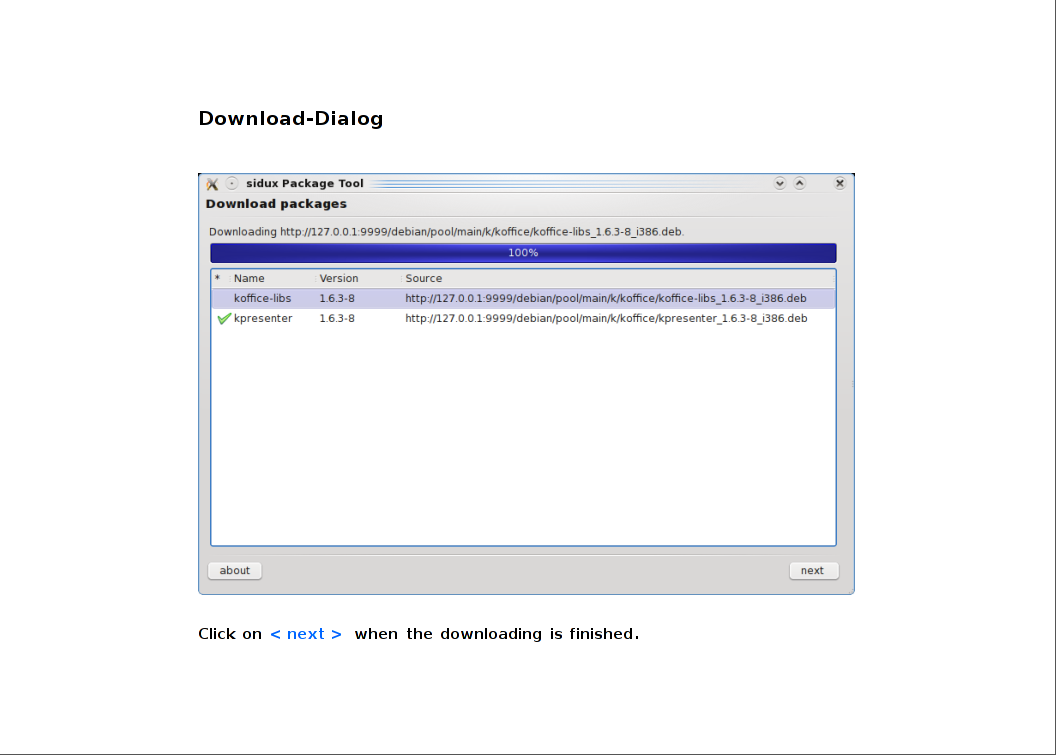 Download-Dialog
sidux Package Tool
Download packages
Downloading http://127.0.0.1:9999/debian/pool/main/k/koffice/koffice-libs_1.6.3-8_i386.deb.
100%
* Name Version Source
koffice-libs 1.6.3-8 http://127.0.0.1:9999/debian/pool/main/k/koffice/koffice-libs_1.6.3-8_i386.deb
kpresenter 1.6.3-8 http://127.0.0.1:9999/debian/pool/main/k/koffice/kpresenter_1.6.3-8_i386.deb
about next
Click on < next > when the downloading is finished.